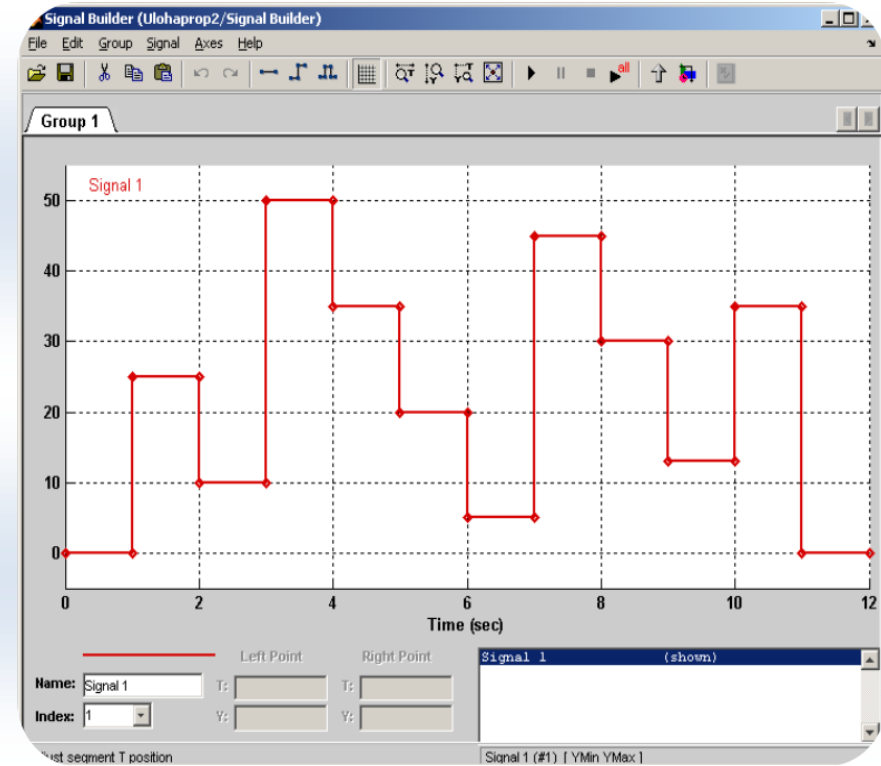 Signal Builder (Ulohaprop2/Signal Builder)
File Edit Group Signal Axes Help
all
Group 1
Signal 1
50
40
30
20
10
0
0 2 4 6 8 10 12
Time (sec)
Left Point Right Point
Name: Signal 1 T: T:
Index: 1 Y: Y:
Signal 1 (shown)
just segment T position
Signal 1 (#1) [ YMin YMax ]